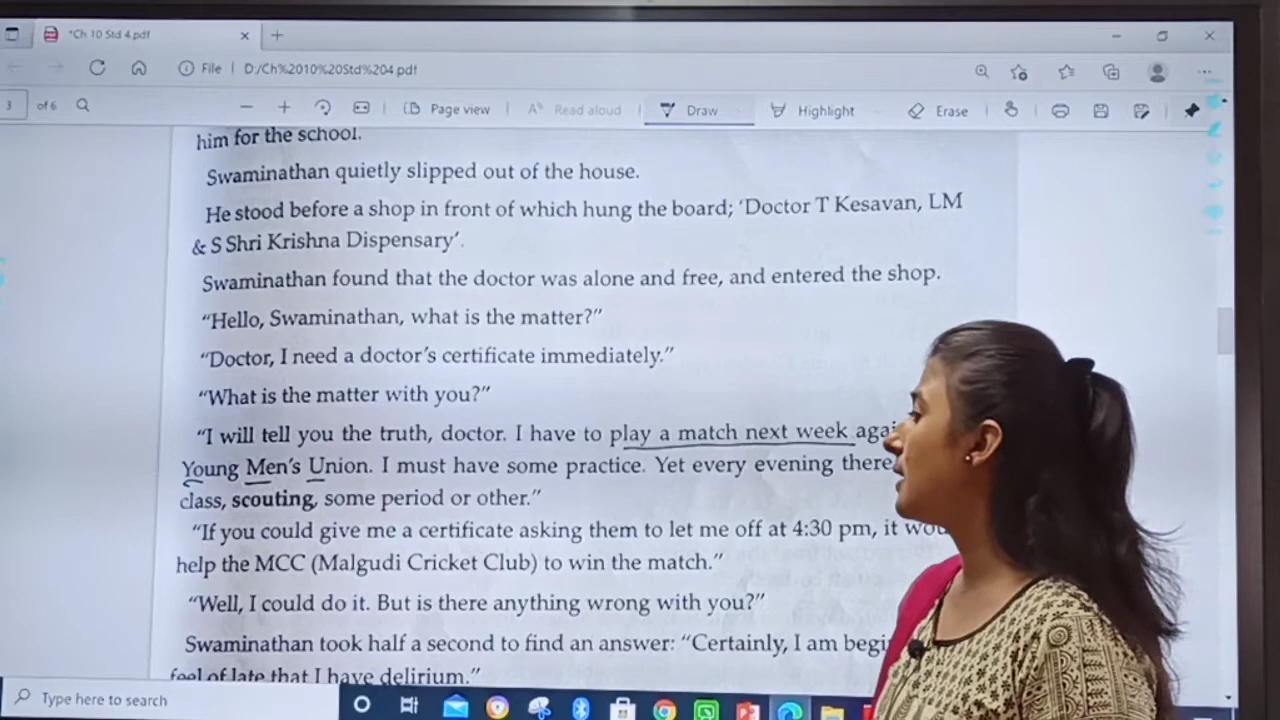 *Ch 10 Std 4.pdf
File | D:/Ch%2010%20Std%204.pdf
3 of 6 Page view Read aloud Draw Highlight Erase
him for the school.
Swaminathan quietly slipped out of the house.
He stood before a shop in front of which hung the board; 'Doctor T Kesavan, LM
& S Shri Krishna Dispensary'.
Swaminathan found that the doctor was alone and free, and entered the shop.
"Hello, Swaminathan, what is the matter?"
"Doctor, I need a doctor's certificate immediately."
"What is the matter with you?"
"I will tell you the truth, doctor. I have to play a match next week
Young Men's Union. I must have some practice. Yet every evening there
class, scouting, some period or other."
"If you could give me a certificate asking them to let me off at 4:30 pm, it
help the MCC (Malgudi Cricket Club) to win the match."
"Well, I could do it. But is there anything wrong with you?"
Swaminathan took half a second to find an answer: "Certainly, I am
feel of late that I have delirium."
Type here to search